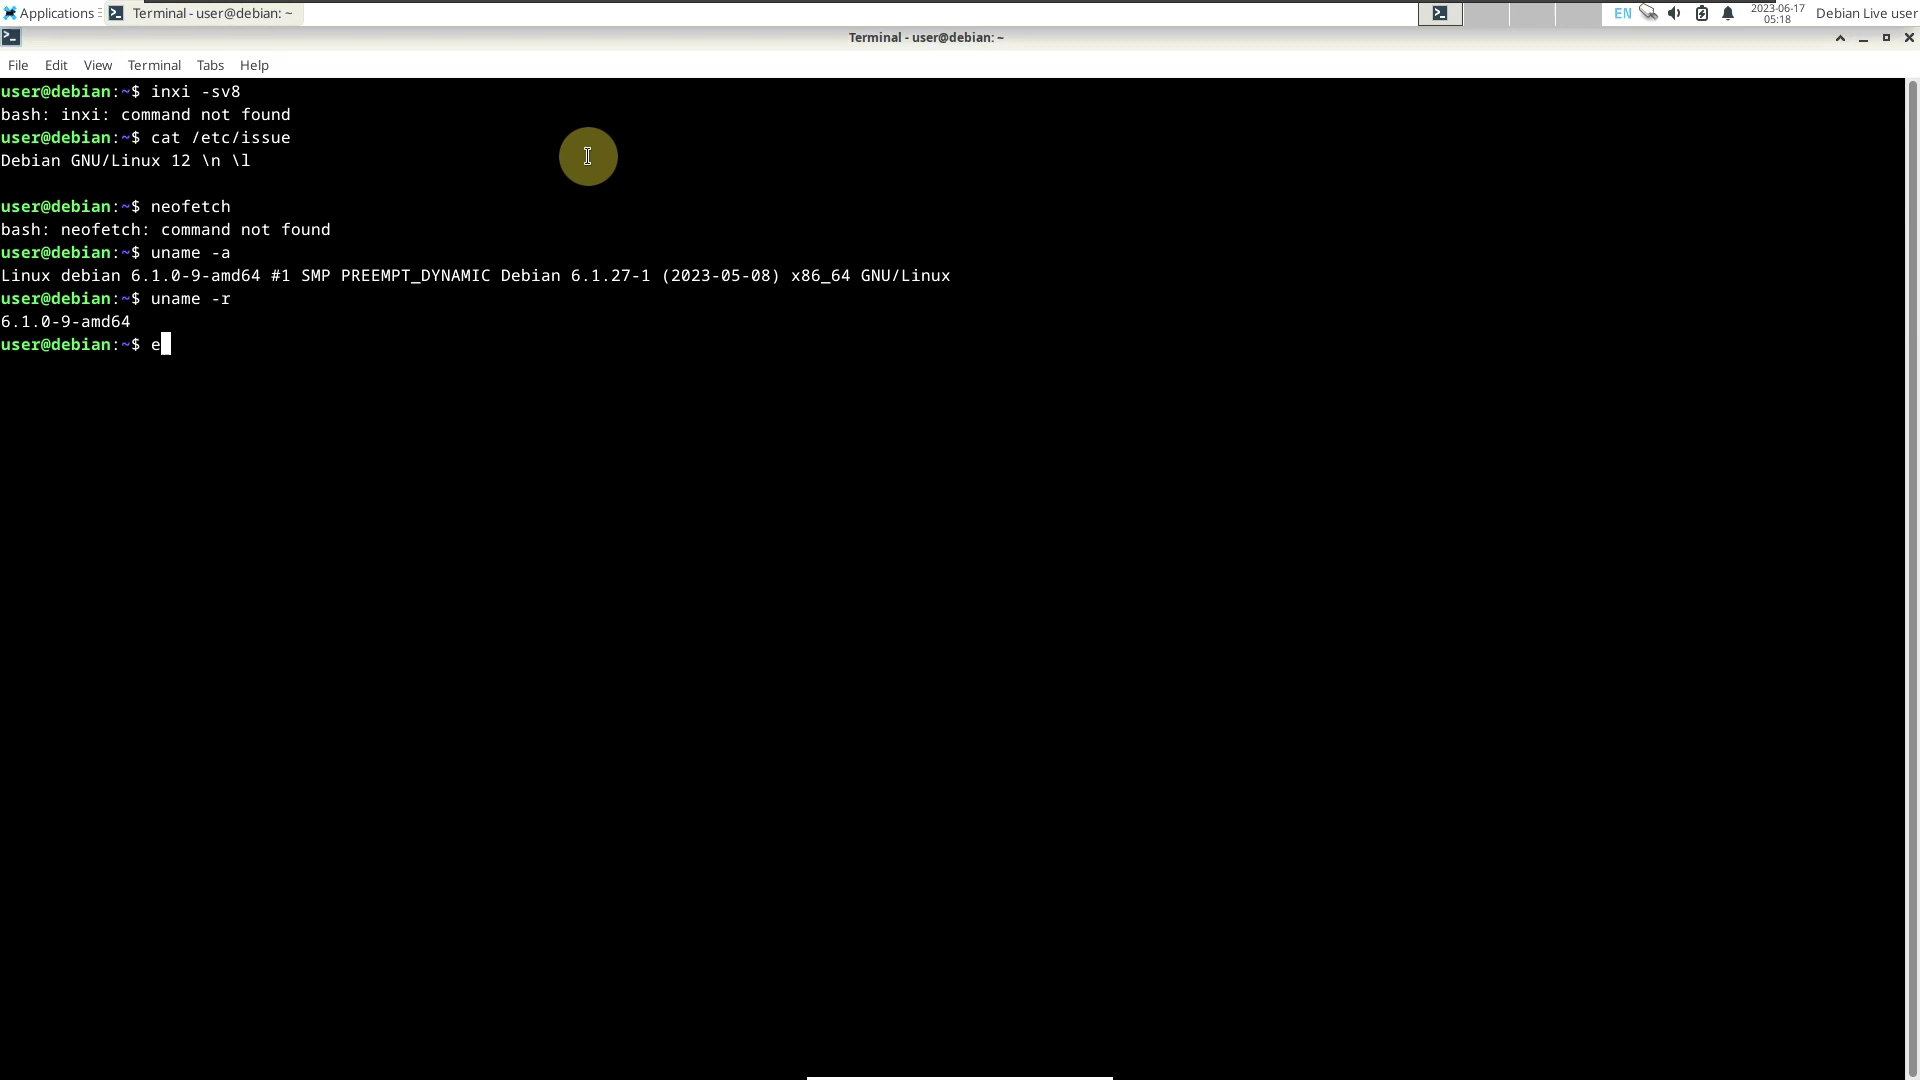 Applications
Terminal - user@debian: ~
EN
2023-06-17
05:18
Debian Live user
Terminal - user@debian: ~
File Edit View Terminal Tabs Help
user@debian:~$ inxi -sv8
bash: inxi: command not found
user@debian:~$ cat /etc/issue
Debian GNU/Linux 12 \n \l
user@debian:~$ neofetch
bash: neofetch: command not found
user@debian:~$ uname -a
Linux debian 6.1.0-9-amd64 #1 SMP PREEMPT_DYNAMIC Debian 6.1.27-1 (2023-05-08) x86_64 GNU/Linux
user@debian:~$ uname -r
6.1.0-9-amd64
user@debian:~$ e